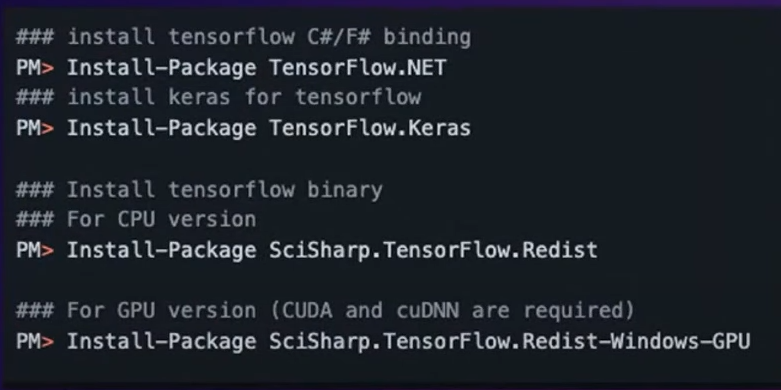 ### install tensorflow C#/F# binding
PM> Install-Package TensorFlow.NET
### install keras for tensorflow
PM> Install-Package TensorFlow.Keras
### Install tensorflow binary
### For CPU version
PM> Install-Package SciSharp.TensorFlow.Redist
### For GPU version (CUDA and cuDNN are required)
PM> Install-Package SciSharp.TensorFlow.Redist-Windows-GPU